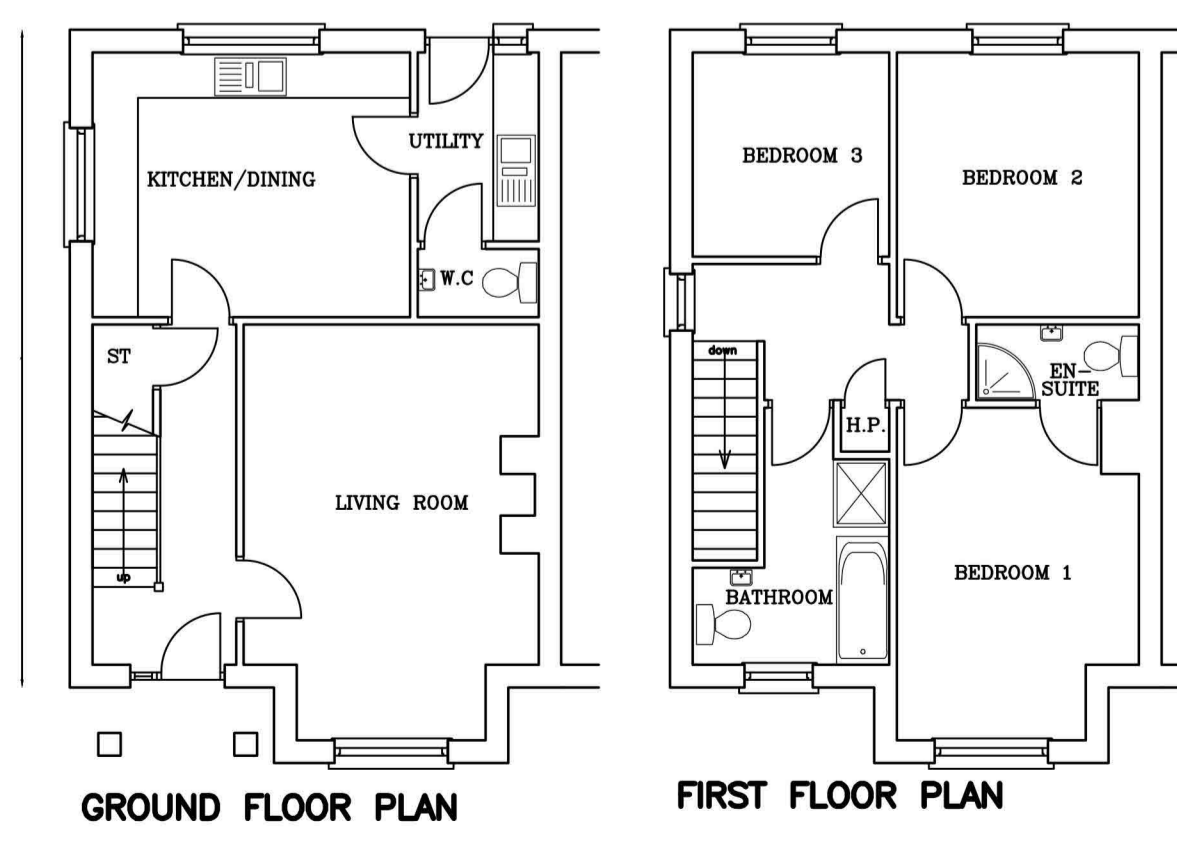 UTILITY
KITCHEN/DINING
W.C
ST
LIVING ROOM
up
GROUND FLOOR PLAN
BEDROOM 3
BEDROOM 2
down
EN-
SUITE
H.P.
BEDROOM 1
BATHROOM
FIRST FLOOR PLAN